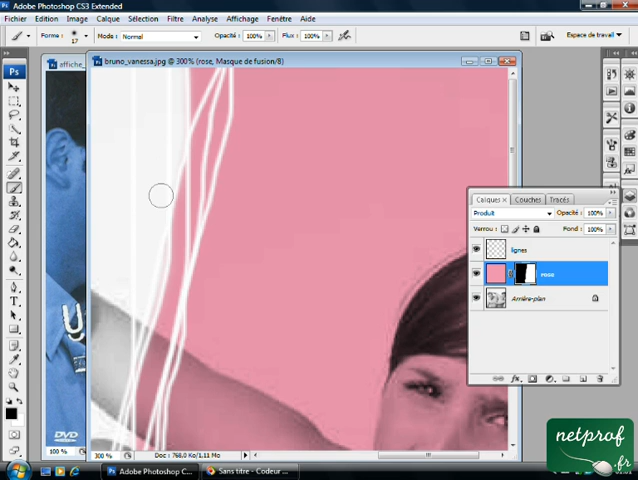 Adobe Photoshop CS3 Extended
Fichier Edition Image Calque Sélection Filtre Analyse Affichage Fenêtre Aide
Forme : 17 Mode : Normal Opacité : 100% Flux : 100% Espace de travail
Ps affiche_
bruno_vanessa.jpg @ 300% (rose, Masque de fusion/8)
Calques × Couches Tracés
Produit Opacité : 100%
Verrou : Fond : 100%
lignes
rose
Arrière-plan
DVD
100 %
300 % Doc : 768,0 Ko/1,11 Mo
Adobe Photoshop C... Sans titre - Codeur ...
netprof
.fr